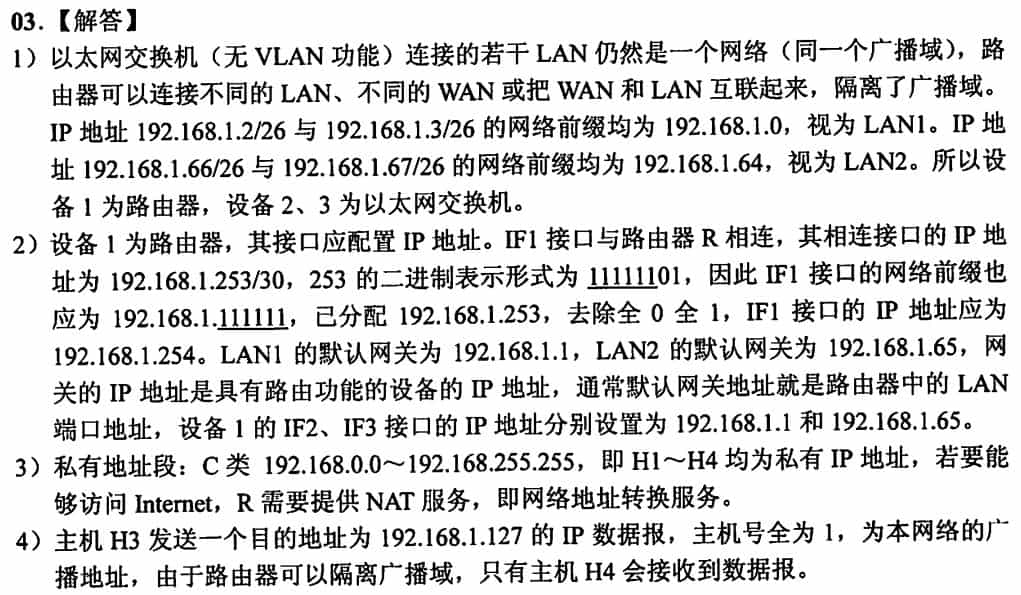 03.【解答】
1）以太网交换机（无 VLAN 功能）连接的若干 LAN 仍然是一个网络（同一个广播域），路
由器可以连接不同的 LAN、不同的 WAN 或把 WAN 和 LAN 互联起来，隔离了广播域。
IP 地址 192.168.1.2/26 与 192.168.1.3/26 的网络前缀均为 192.168.1.0，视为 LAN1。IP 地
址 192.168.1.66/26 与 192.168.1.67/26 的网络前缀均为 192.168.1.64，视为 LAN2。所以设
备 1 为路由器，设备 2、3 为以太网交换机。
2）设备 1 为路由器，其接口应配置 IP 地址。IF1 接口与路由器 R 相连，其相连接口的 IP 地
址为 192.168.1.253/30，253 的二进制表示形式为 11111101，因此 IF1 接口的网络前缀也
应为 192.168.1.111111，已分配 192.168.1.253，去除全 0 全 1，IF1 接口的 IP 地址应为
192.168.1.254。LAN1 的默认网关为 192.168.1.1，LAN2 的默认网关为 192.168.1.65，网
关的 IP 地址是具有路由功能的设备的 IP 地址，通常默认网关地址就是路由器中的 LAN
端口地址，设备 1 的 IF2、IF3 接口的 IP 地址分别设置为 192.168.1.1 和 192.168.1.65。
3）私有地址段：C 类 192.168.0.0～192.168.255.255，即 H1～H4 均为私有 IP 地址，若要能
够访问 Internet，R 需要提供 NAT 服务，即网络地址转换服务。
4）主机 H3 发送一个目的地址为 192.168.1.127 的 IP 数据报，主机号全为 1，为本网络的广
播地址，由于路由器可以隔离广播域，只有主机 H4 会接收到数据报。